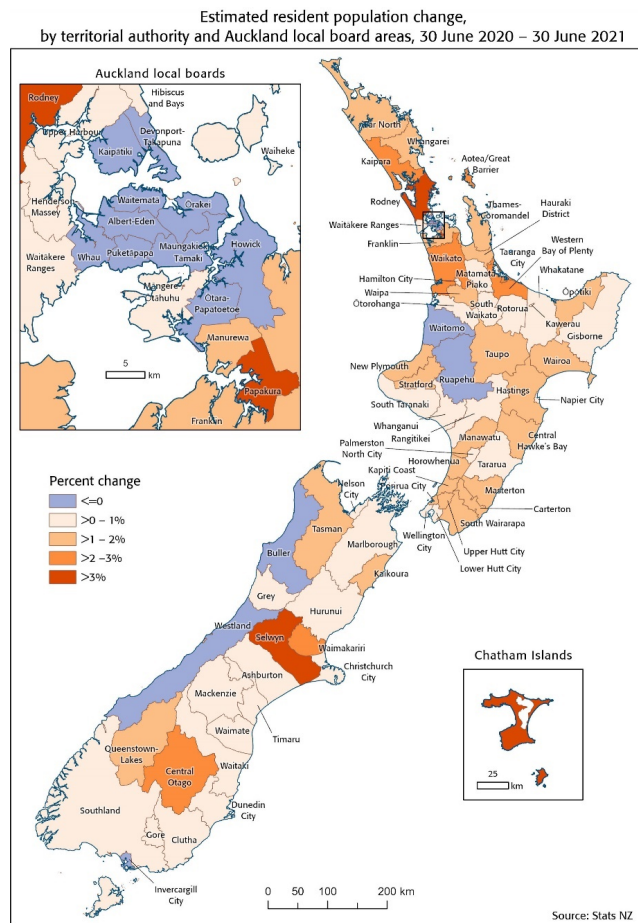 Estimated resident population change,
by territorial authority and Auckland local board areas, 30 June 2020 – 30 June 2021
Auckland local boards
Rodney
Hibiscus
and Bays
Upper Harbour
Devonport-
Takapuna
Kaipātiki
Waiheke
Henderson
Massey
Waitematā
Ōrākei
Albert-Eden
Howick
Waitākere
Ranges
Whau
Puketāpapa
Maungakiekie
Tāmaki
Māngere
Ōtāhuhu
Ōtara-
Papatoetoe
Manurewa
5
km
Papakura
Franklin
Far North
Whangarei
Kaipara
Aotea/Great
Barrier
Rodney
Thames-
Coromandel
Hauraki
District
Waitākere Ranges
Franklin
Tauranga
City
Western
Bay of Plenty
Waikato
Whakatane
Hamilton City
Matamata
Piako
Ōpōtiki
Waipa
Ōtorohanga
South
Waikato
Rotorua
Kawerau
Gisborne
Waitomo
Taupo
Wairoa
New Plymouth
Ruapehu
Stratford
Hastings
South Taranaki
Napier City
Whanganui
Rangitikei
Manawatu
Central
Hawke's Bay
Palmerston
North City
Horowhenua
Tararua
Kapiti Coast
Porirua City
Masterton
Carterton
South Wairarapa
Wellington
City
Upper Hutt City
Lower Hutt City
Percent change
<=0
>0 – 1%
>1 – 2%
>2 –3%
>3%
Nelson
City
Tasman
Buller
Marlborough
Kaikoura
Grey
Hurunui
Westland
Selwyn
Waimakariri
Christchurch
City
Ashburton
Mackenzie
Timaru
Waimate
Queenstown-
Lakes
Waitaki
Central
Otago
Dunedin
City
Southland
Gore
Clutha
Invercargill
City
Chatham Islands
25
km
0 50 100 200 km
Source: Stats NZ